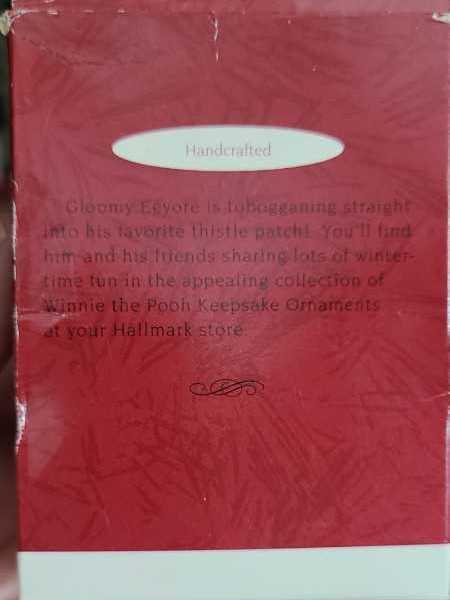 Handcrafted
Gloomy Eeyore is tobogganing straight
into his favorite thistle patch! You'll find
him and his friends sharing lots of winter-
time fun in the appealing collection of
Winnie the Pooh Keepsake Ornaments
at your Hallmark store.